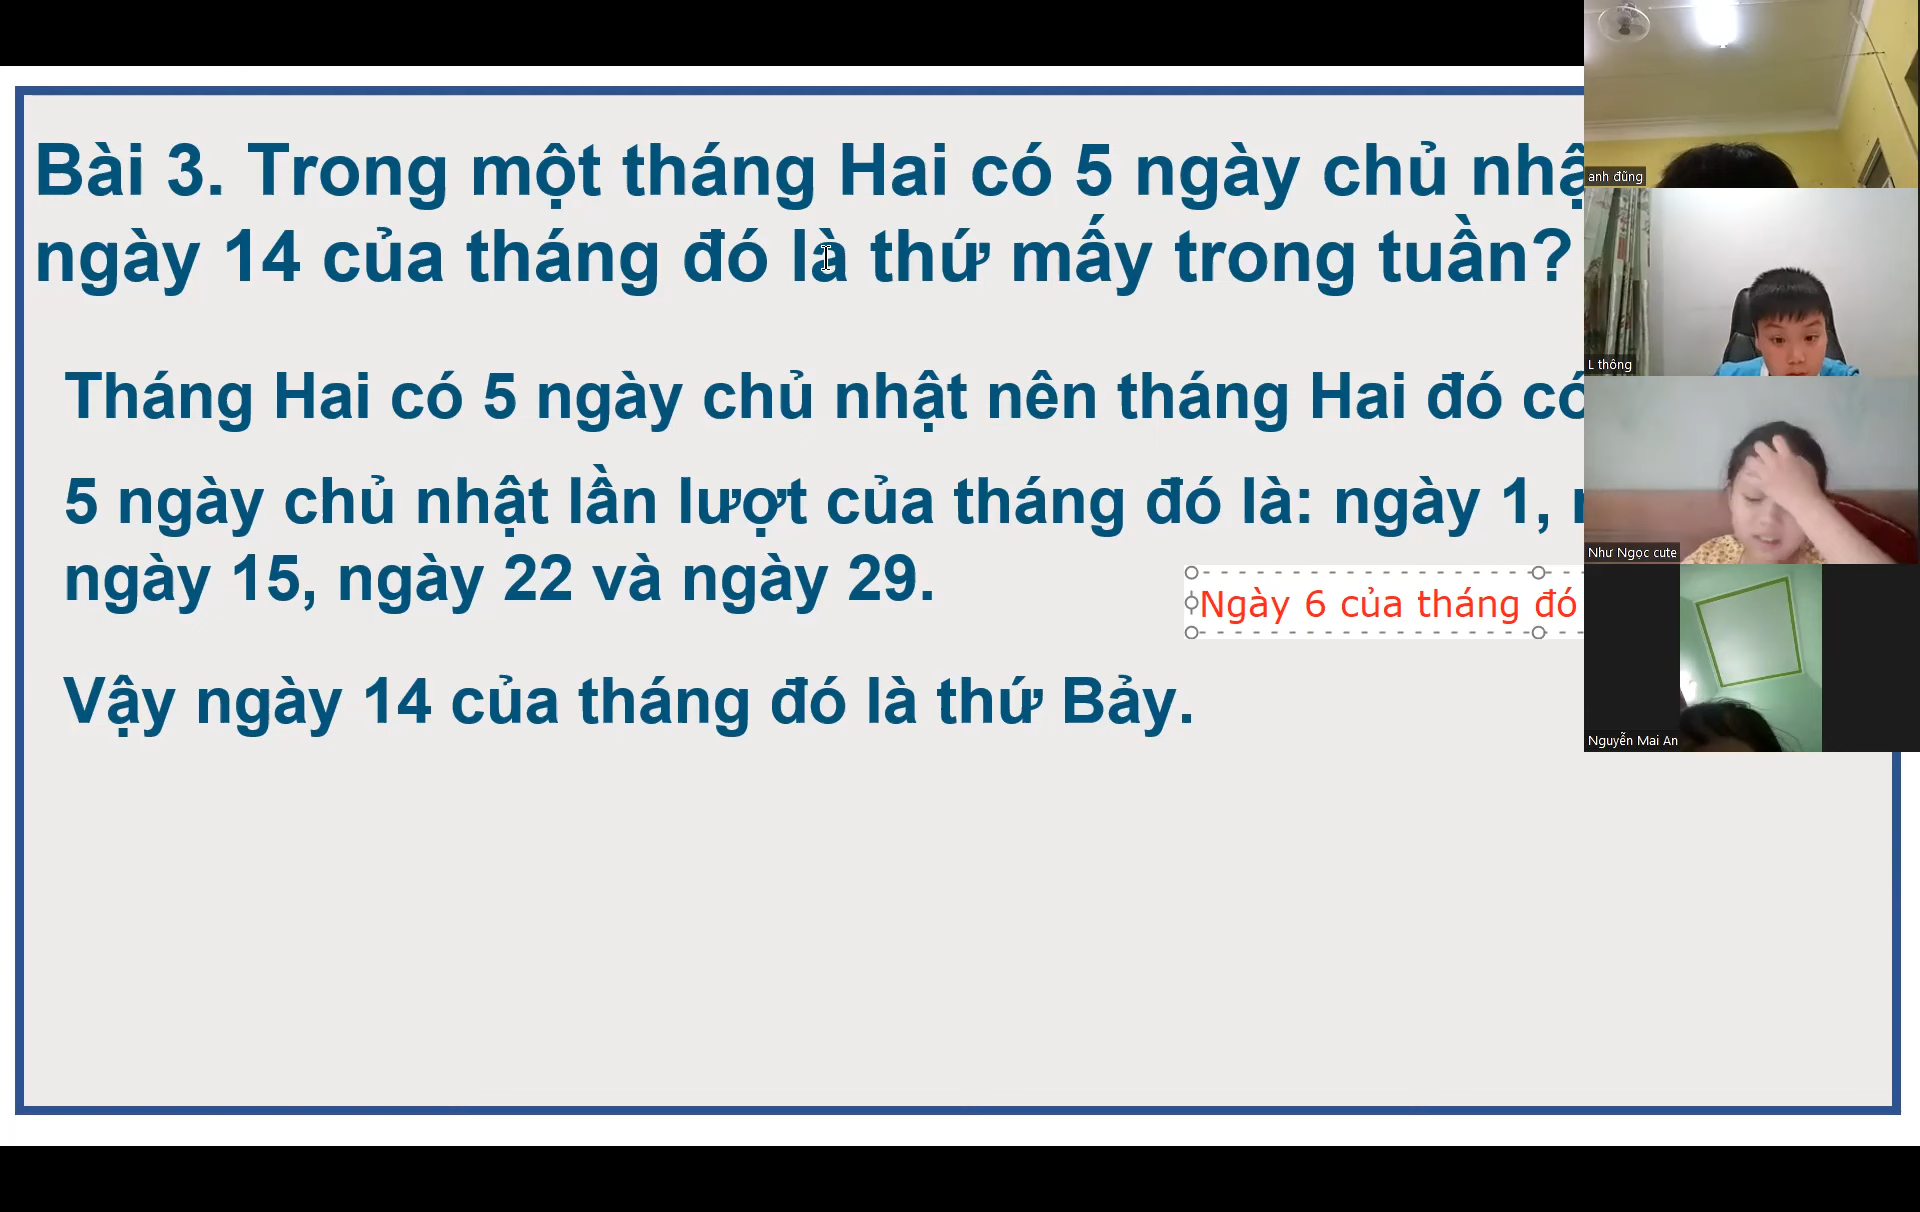 Bài 3. Trong một tháng Hai có 5 ngày chủ
ngày 14 của tháng đó là thứ mấy trong tuần?
Tháng Hai có 5 ngày chủ nhật nên tháng Hai đó có
5 ngày chủ nhật lần lượt của tháng đó là: ngày 1,
ngày 15, ngày 22 và ngày 29.
Ngày 6 của tháng đó
Vậy ngày 14 của tháng đó là thứ Bảy.
anh đũng
L thông
Như Ngọc cute
Nguyễn Mai An